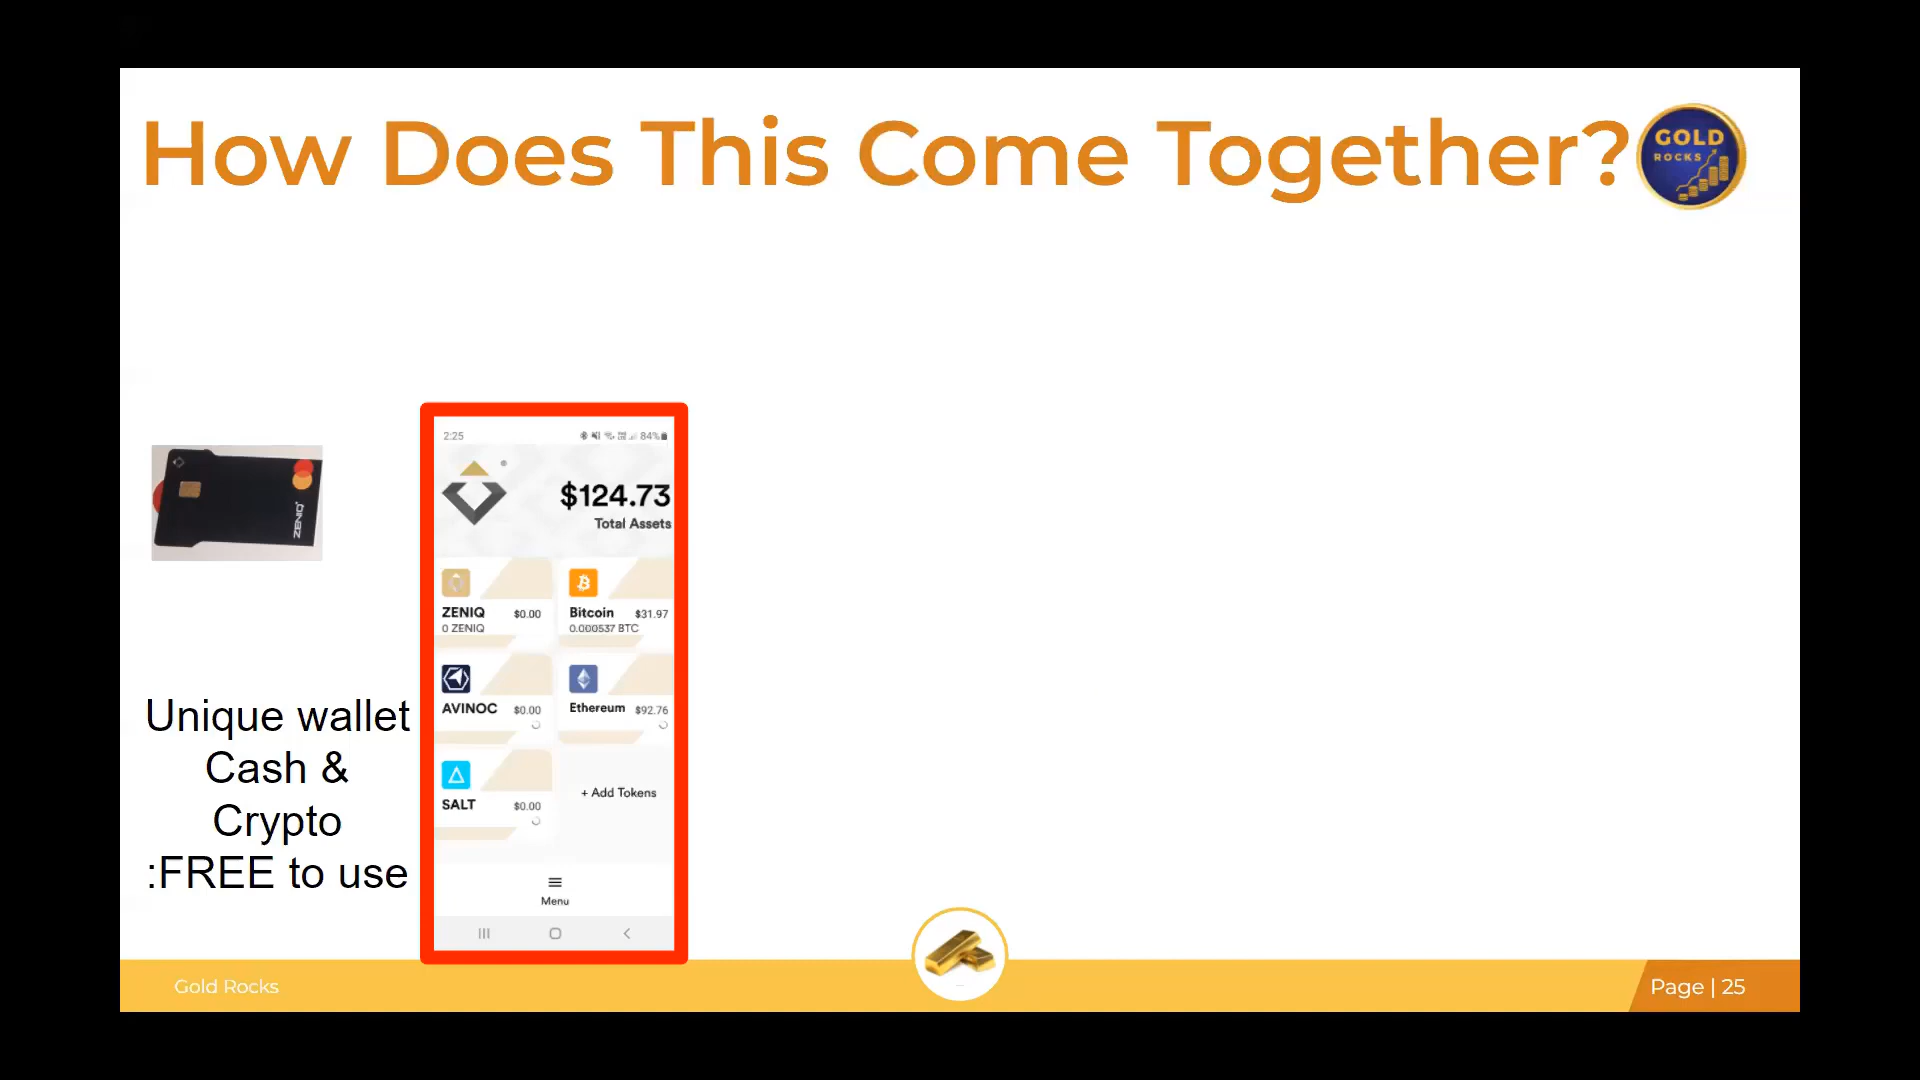 How Does This Come Together?
GOLD
ROCKS
ZENIQ
Unique wallet
Cash &
Crypto
:FREE to use
2:25
84%
$124.73
Total Assets
ZENIQ $0.00
0 ZENIQ
Bitcoin $31.97
0.000537 BTC
AVINOC $0.00
Ethereum $92.76
SALT $0.00
+ Add Tokens
Menu
Gold Rocks
Page | 25